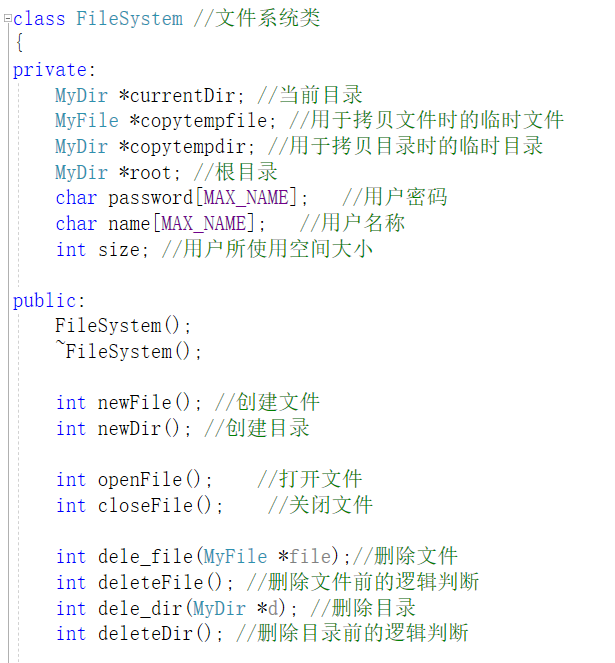 class FileSystem //文件系统类
{
private:
    MyDir *currentDir; //当前目录
    MyFile *copytempfile; //用于拷贝文件时的临时文件
    MyDir *copytempdir; //用于拷贝目录时的临时目录
    MyDir *root; //根目录
    char password[MAX_NAME];   //用户密码
    char name[MAX_NAME];   //用户名称
    int size; //用户所使用空间大小

public:
    FileSystem();
    ~FileSystem();

    int newFile(); //创建文件
    int newDir(); //创建目录

    int openFile();    //打开文件
    int closeFile();    //关闭文件

    int dele_file(MyFile *file);//删除文件
    int deleteFile(); //删除文件前的逻辑判断
    int dele_dir(MyDir *d); //删除目录
    int deleteDir(); //删除目录前的逻辑判断